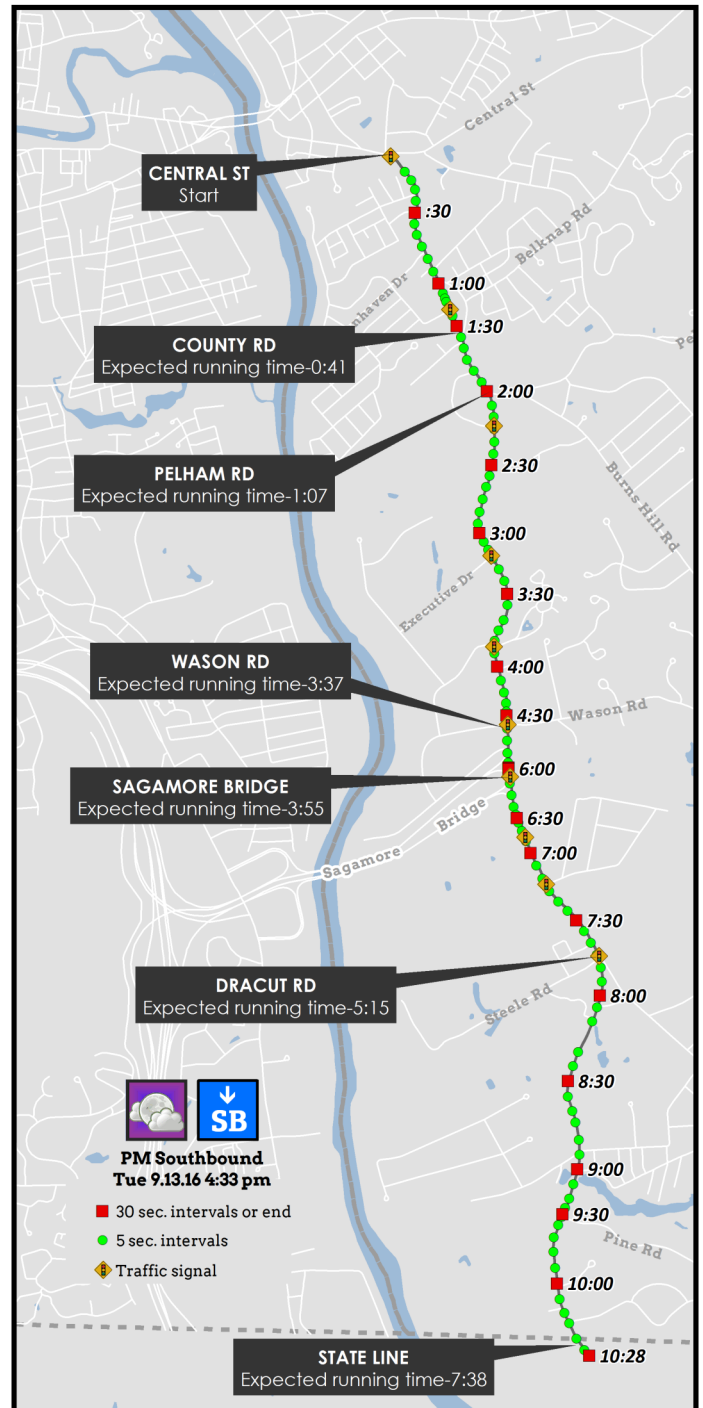 Central St
CENTRAL ST
Start
:30
Belknap Rd
1:00
nhaven Dr
1:30
COUNTY RD
Expected running time-0:41
Pe
2:00
PELHAM RD
Expected running time-1:07
2:30
Burns Hill Rd
3:00
Executive Dr
3:30
WASON RD
Expected running time-3:37
4:00
4:30
Wason Rd
6:00
SAGAMORE BRIDGE
Expected running time-3:55
6:30
Sagamore Bridge
7:00
7:30
DRACUT RD
Expected running time-5:15
Steele Rd
8:00
8:30
SB
PM Southbound
Tue 9.13.16 4:33 pm
9:00
30 sec. intervals or end
9:30
5 sec. intervals
Pine Rd
Traffic signal
10:00
STATE LINE
Expected running time-7:38
10:28